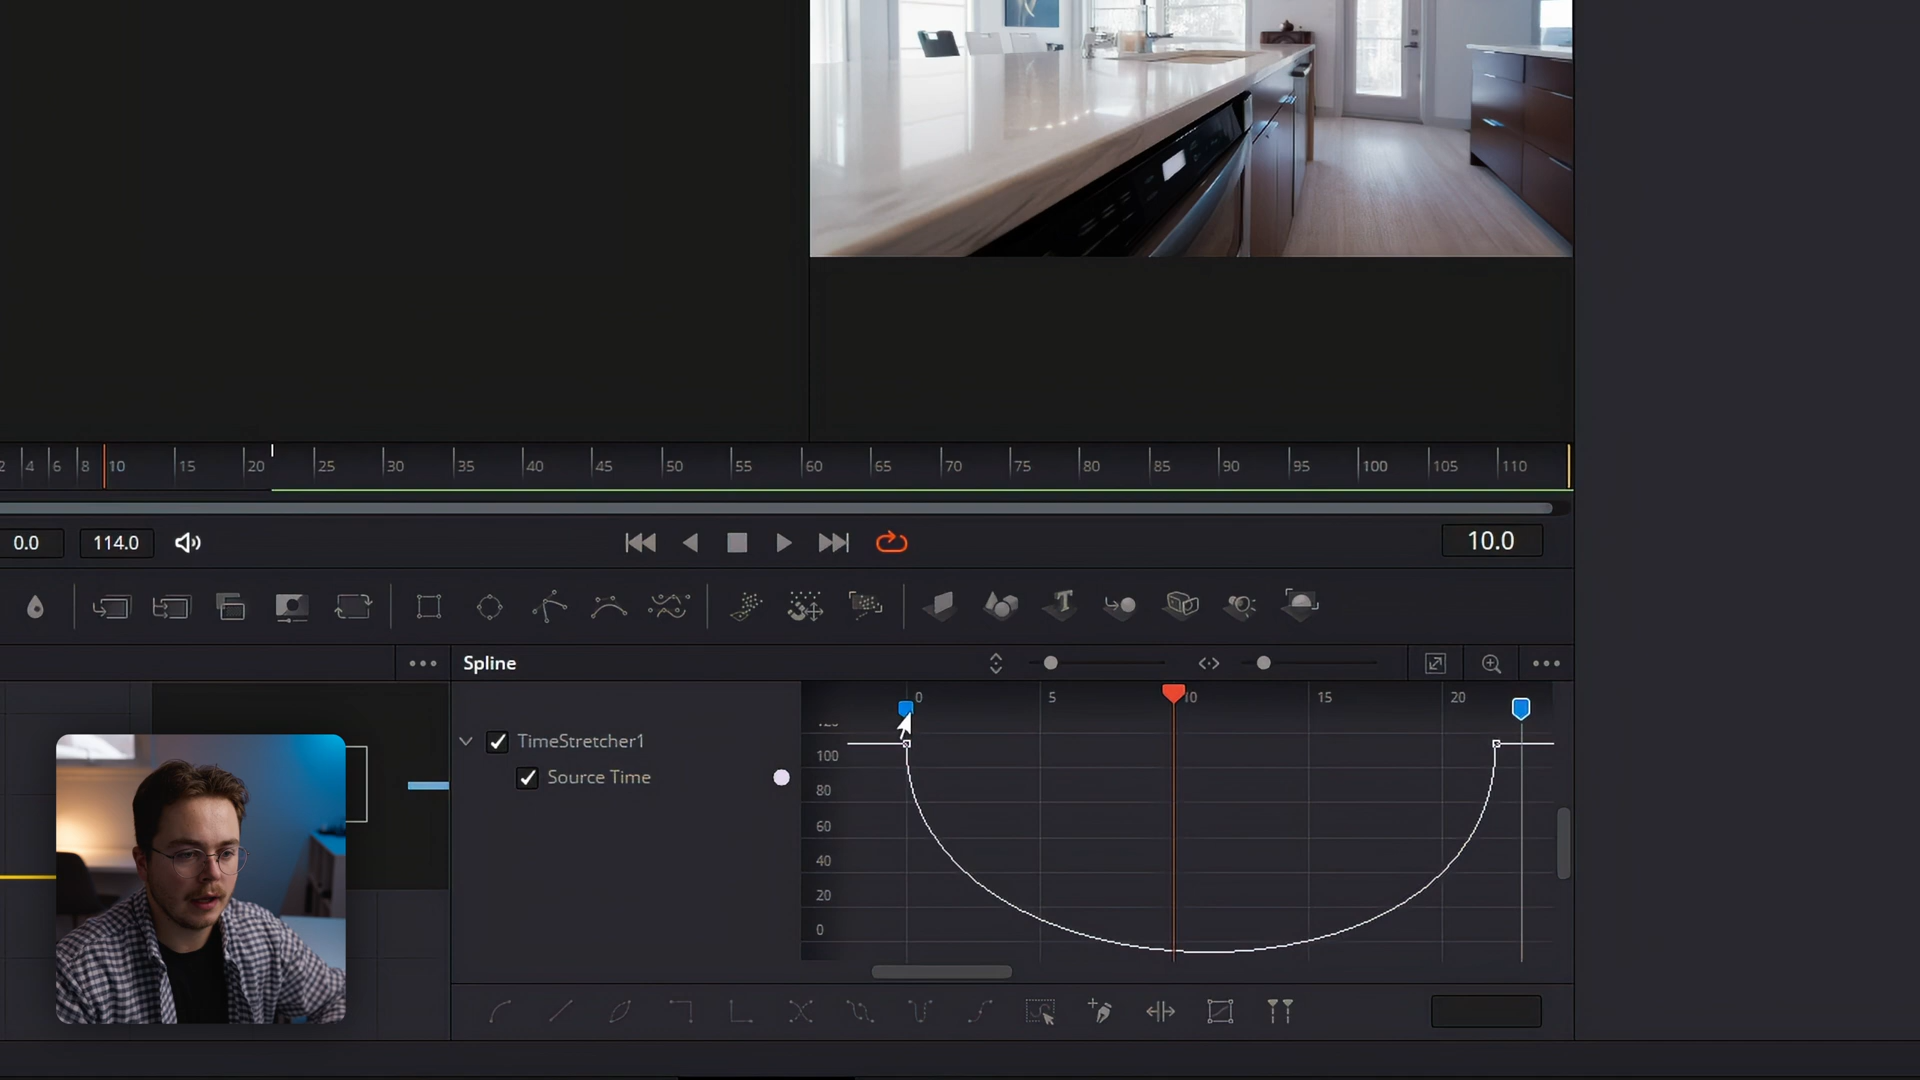 2 4 6 8 10 15 20 25 30 35 40 45 50 55 60 65 70 75 80 85 90 95 100 105 110
0.0 114.0 10.0
Spline
0 5 10 15 20
TimeStretcher1
Source Time
100
80
60
40
20
0